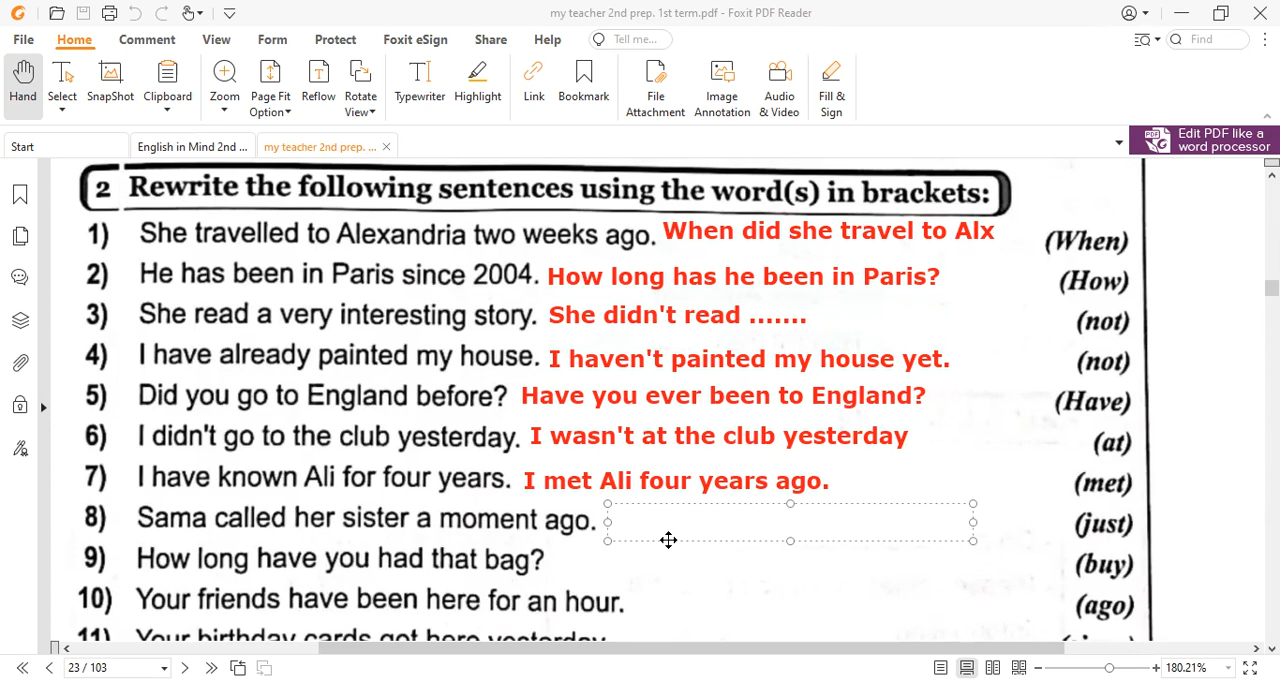 my teacher 2nd prep. 1st term.pdf - Foxit PDF Reader
File Home Comment View Form Protect Foxit eSign Share Help Tell me... Find
Hand Select SnapShot Clipboard Zoom Page Fit Option Reflow Rotate View Typewriter Highlight Link Bookmark File Attachment Image Annotation Audio & Video Fill & Sign
Start English in Mind 2nd ... my teacher 2nd prep. ... Edit PDF like a word processor
2 Rewrite the following sentences using the word(s) in brackets:
1) She travelled to Alexandria two weeks ago. When did she travel to Alx (When)
2) He has been in Paris since 2004. How long has he been in Paris? (How)
3) She read a very interesting story. She didn't read ....... (not)
4) I have already painted my house. I haven't painted my house yet. (not)
5) Did you go to England before? Have you ever been to England? (Have)
6) I didn't go to the club yesterday. I wasn't at the club yesterday (at)
7) I have known Ali for four years. I met Ali four years ago. (met)
8) Sama called her sister a moment ago. (just)
9) How long have you had that bag? (buy)
10) Your friends have been here for an hour. (ago)
11) Your birthday cards got here yesterday
23 / 103 180.21%